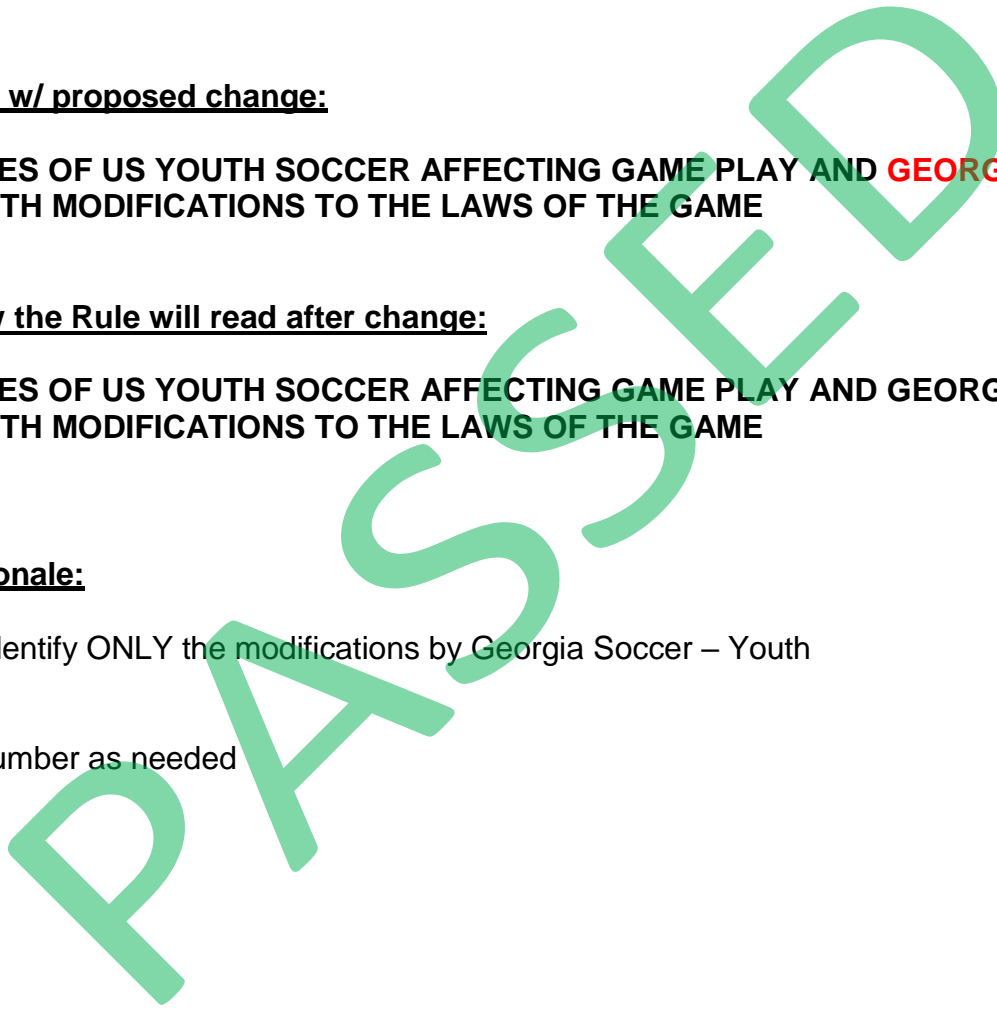 w/ proposed change:
ES OF US YOUTH SOCCER AFFECTING GAME PLAY AND GEORG
TH MODIFICATIONS TO THE LAWS OF THE GAME
the Rule will read after change:
ES OF US YOUTH SOCCER AFFECTING GAME PLAY AND GEORG
TH MODIFICATIONS TO THE LAWS OF THE GAME
onale:
dentify ONLY the modifications by Georgia Soccer – Youth
umber as needed
PASSED